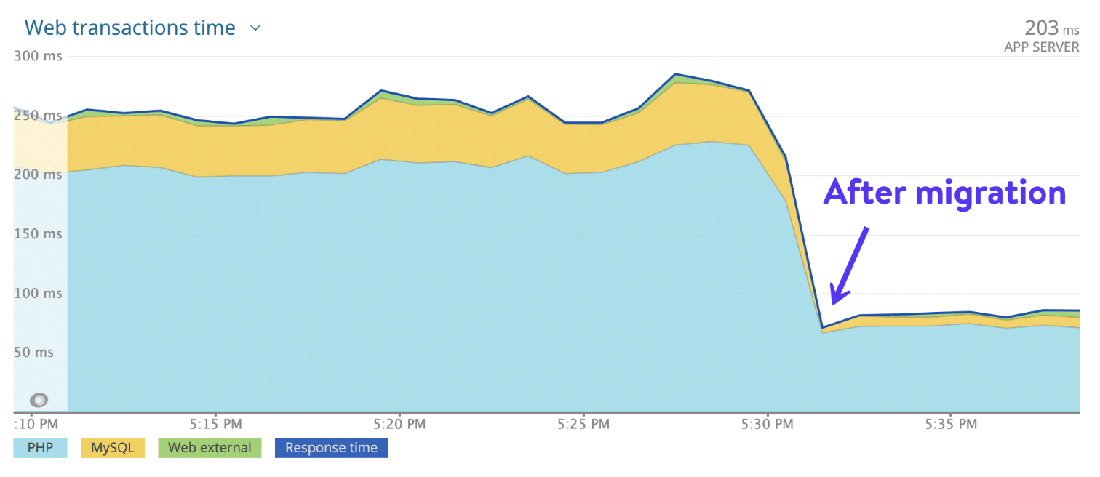 Web transactions time
203 ms
APP SERVER
300 ms
250 ms
200 ms
After migration
150 ms
100 ms
50 ms
:10 PM 5:15 PM 5:20 PM 5:25 PM 5:30 PM 5:35 PM
PHP MySQL Web external Response time